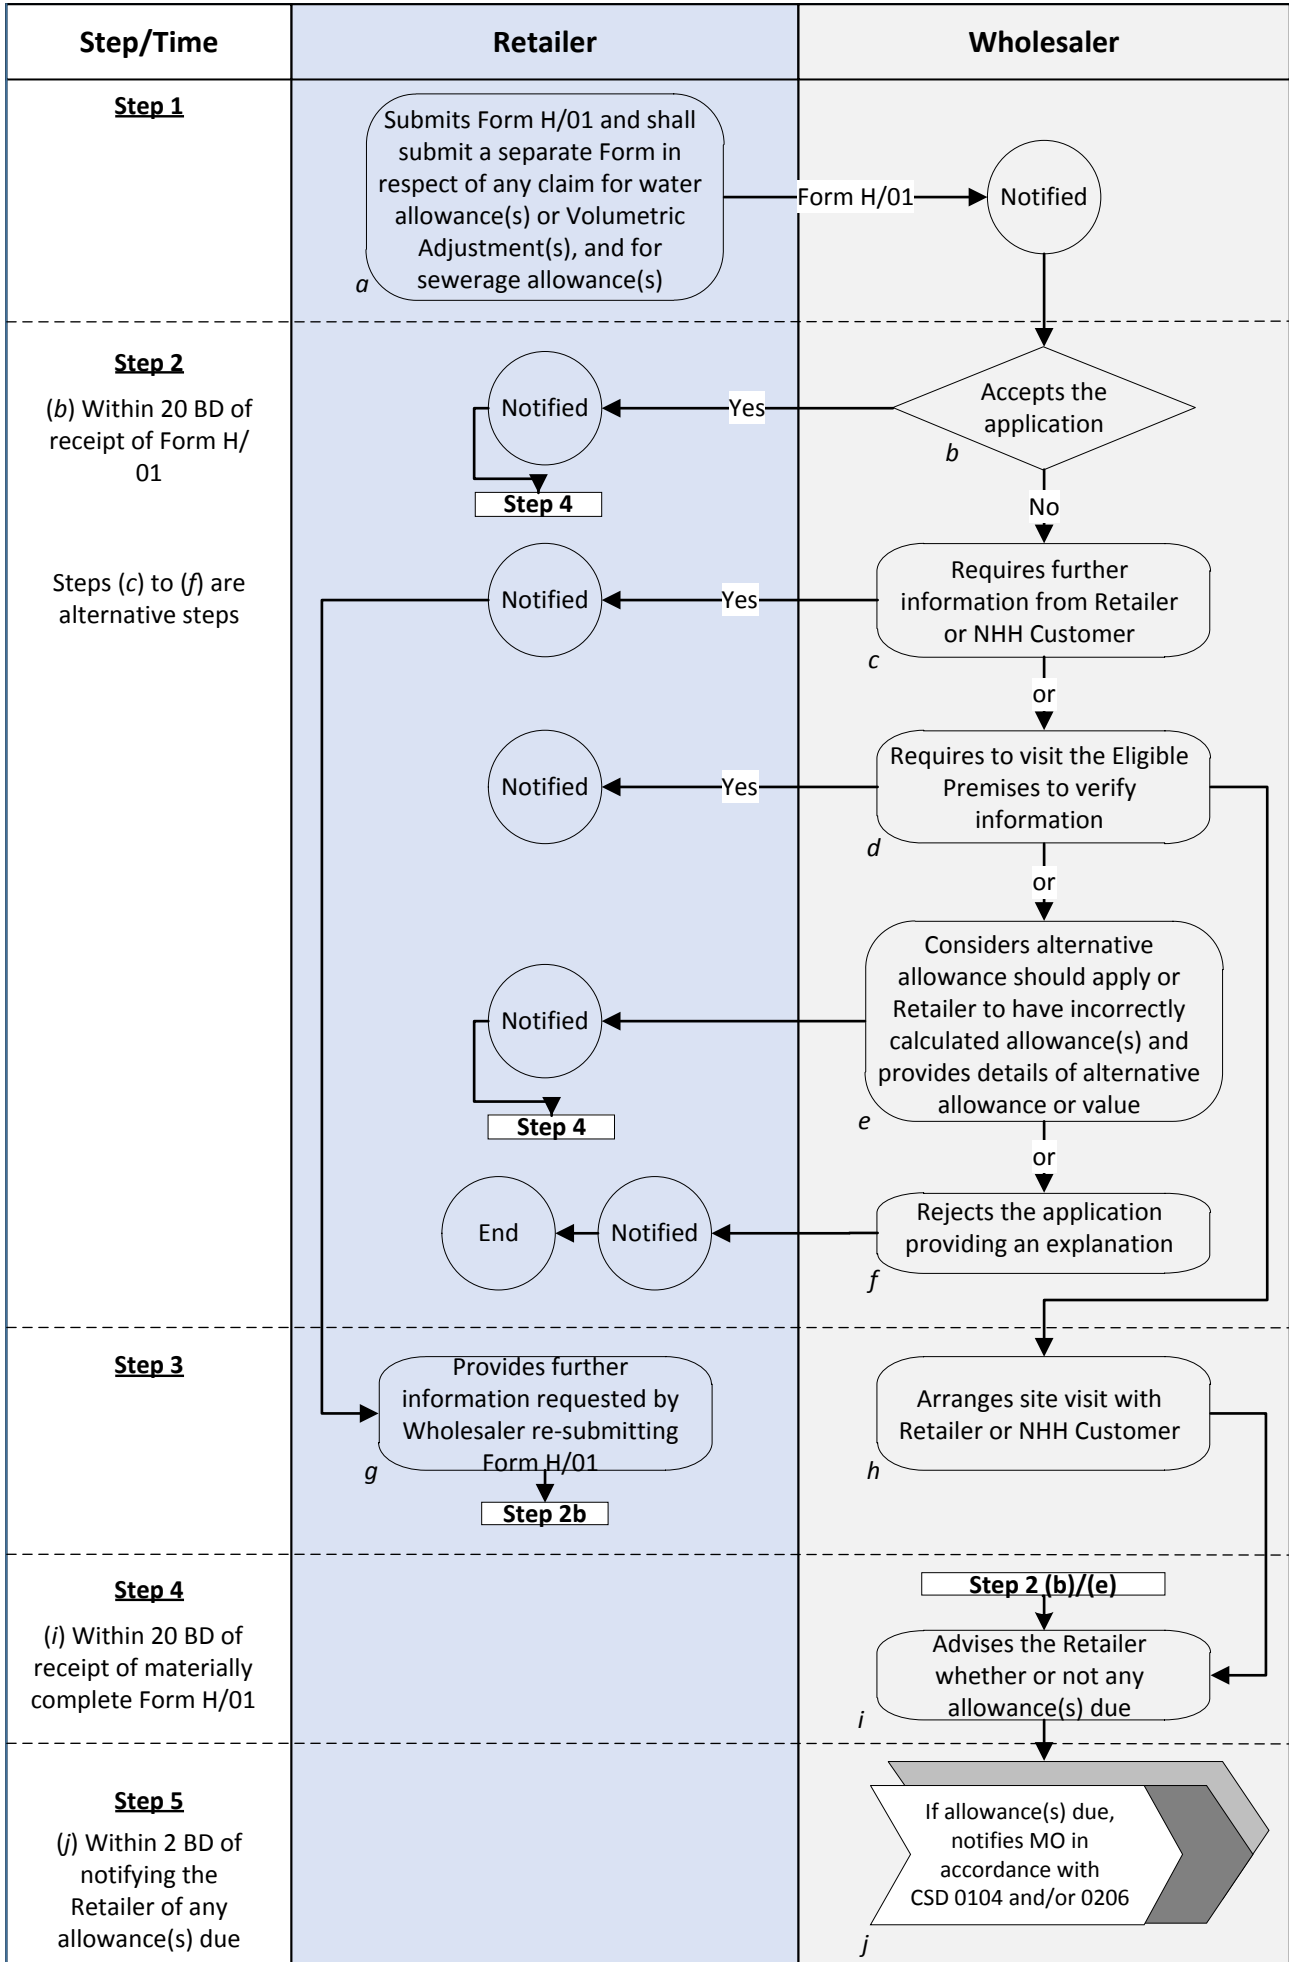 Step/Time
Retailer
Wholesaler
Step 1
Submits Form H/01 and shall
submit a separate Form in
respect of any claim for water
allowance(s) or Volumetric
Adjustment(s), and for
sewerage allowance(s)
a
Form H/01
Notified
Step 2
(b) Within 20 BD of
receipt of Form H/
01
Notified
Yes
Accepts the
application
b
Step 4
No
Steps (c) to (f) are
alternative steps
Notified
Yes
Requires further
information from Retailer
or NHH Customer
c
or
Notified
Yes
Requires to visit the Eligible
Premises to verify
information
d
or
Notified
Considers alternative
allowance should apply or
Retailer to have incorrectly
calculated allowance(s) and
provides details of alternative
allowance or value
e
Step 4
or
End
Notified
Rejects the application
providing an explanation
f
Step 3
Provides further
information requested by
Wholesaler re-submitting
Form H/01
g
Step 2b
Arranges site visit with
Retailer or NHH Customer
h
Step 4
(i) Within 20 BD of
receipt of materially
complete Form H/01
Step 2 (b)/(e)
Advises the Retailer
whether or not any
allowance(s) due
i
Step 5
(j) Within 2 BD of
notifying the
Retailer of any
allowance(s) due
If allowance(s) due,
notifies MO in
accordance with
CSD 0104 and/or 0206
j